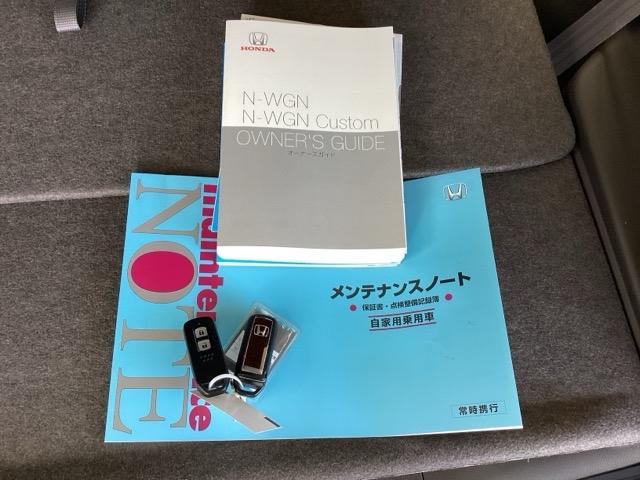 HONDA
N-WGN
N-WGN Custom
OWNER'S GUIDE
オーナーズガイド
Maintenance
NOTE
メンテナンスノート
保証書・点検整備記録簿
自家用乗用車
常時携行